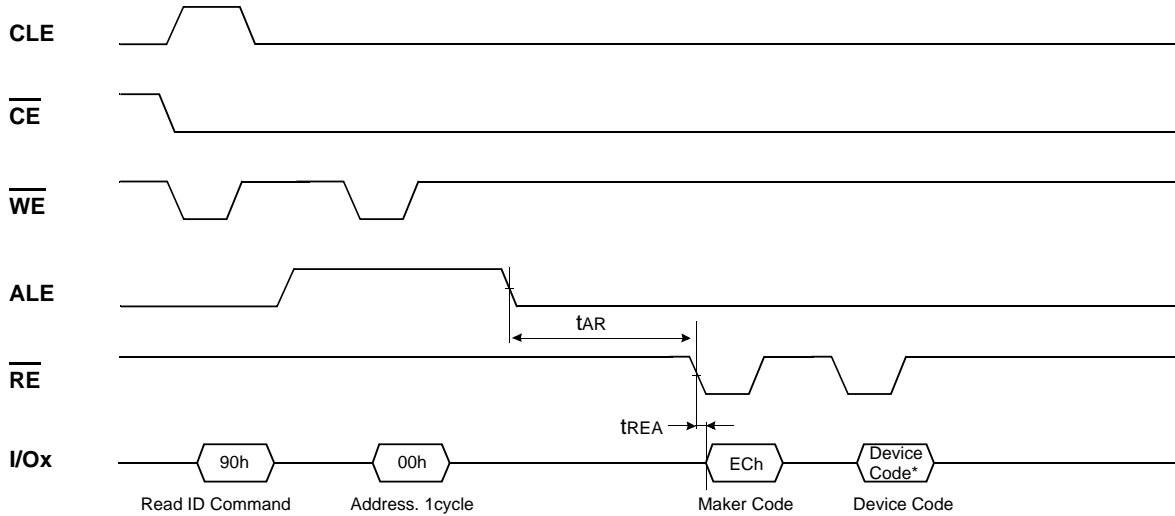 CLE
CE
WE
ALE
tAR
RE
tREA
I/Ox
90h
00h
ECh
Device
Code*
Read ID Command
Address. 1cycle
Maker Code
Device Code